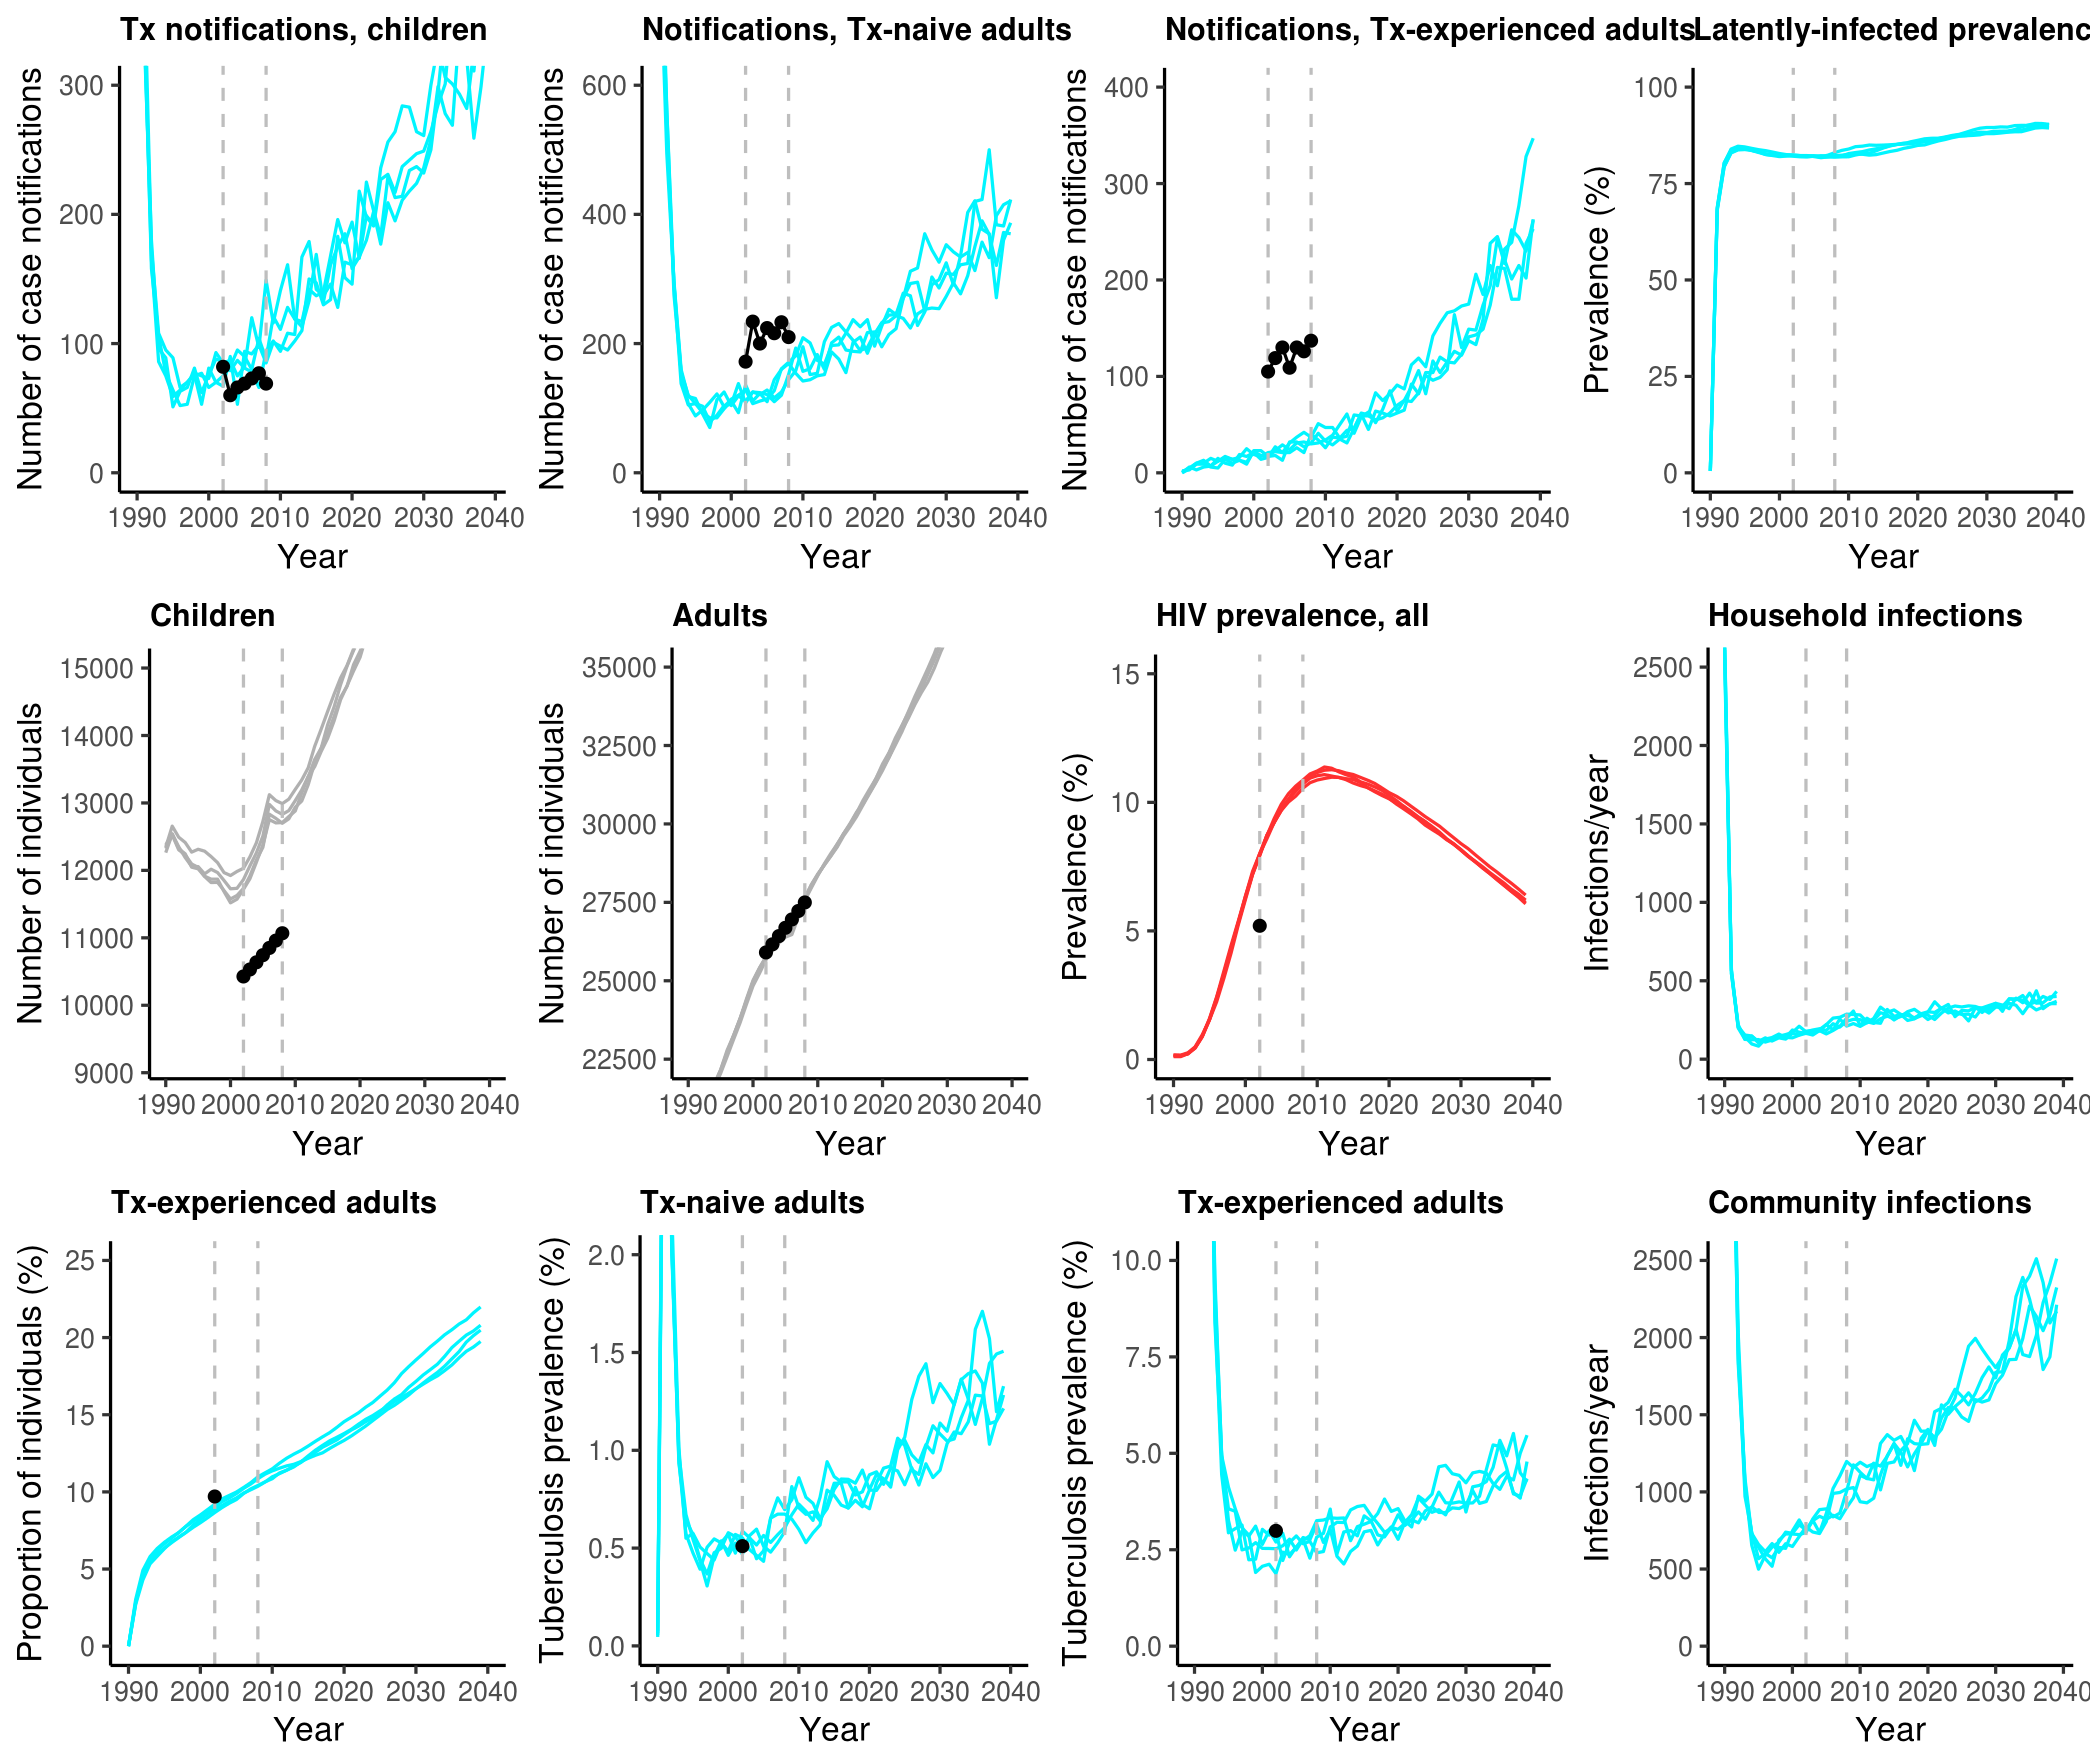 Tx notifications, children
Number of case notifications
300
200
100
0
1990 2000 2010 2020 2030 2040
Year
Notifications, Tx-naive adults
Number of case notifications
600
400
200
0
1990 2000 2010 2020 2030 2040
Year
Notifications, Tx-experienced adults
Number of case notifications
400
300
200
100
0
1990 2000 2010 2020 2030 2040
Year
Latently-infected prevalenc
Prevalence (%)
100
75
50
25
0
1990 2000 2010 2020 2030 2040
Year
Children
Number of individuals
15000
14000
13000
12000
11000
10000
9000
1990 2000 2010 2020 2030 2040
Year
Adults
Number of individuals
35000
32500
30000
27500
25000
22500
1990 2000 2010 2020 2030 2040
Year
HIV prevalence, all
Prevalence (%)
15
10
5
0
1990 2000 2010 2020 2030 2040
Year
Household infections
Infections/year
2500
2000
1500
1000
500
0
1990 2000 2010 2020 2030 2040
Year
Tx-experienced adults
Proportion of individuals (%)
25
20
15
10
5
0
1990 2000 2010 2020 2030 2040
Year
Tx-naive adults
Tuberculosis prevalence (%)
2.0
1.5
1.0
0.5
0.0
1990 2000 2010 2020 2030 2040
Year
Tx-experienced adults
Tuberculosis prevalence (%)
10.0
7.5
5.0
2.5
0.0
1990 2000 2010 2020 2030 2040
Year
Community infections
Infections/year
2500
2000
1500
1000
500
0
1990 2000 2010 2020 2030 2040
Year